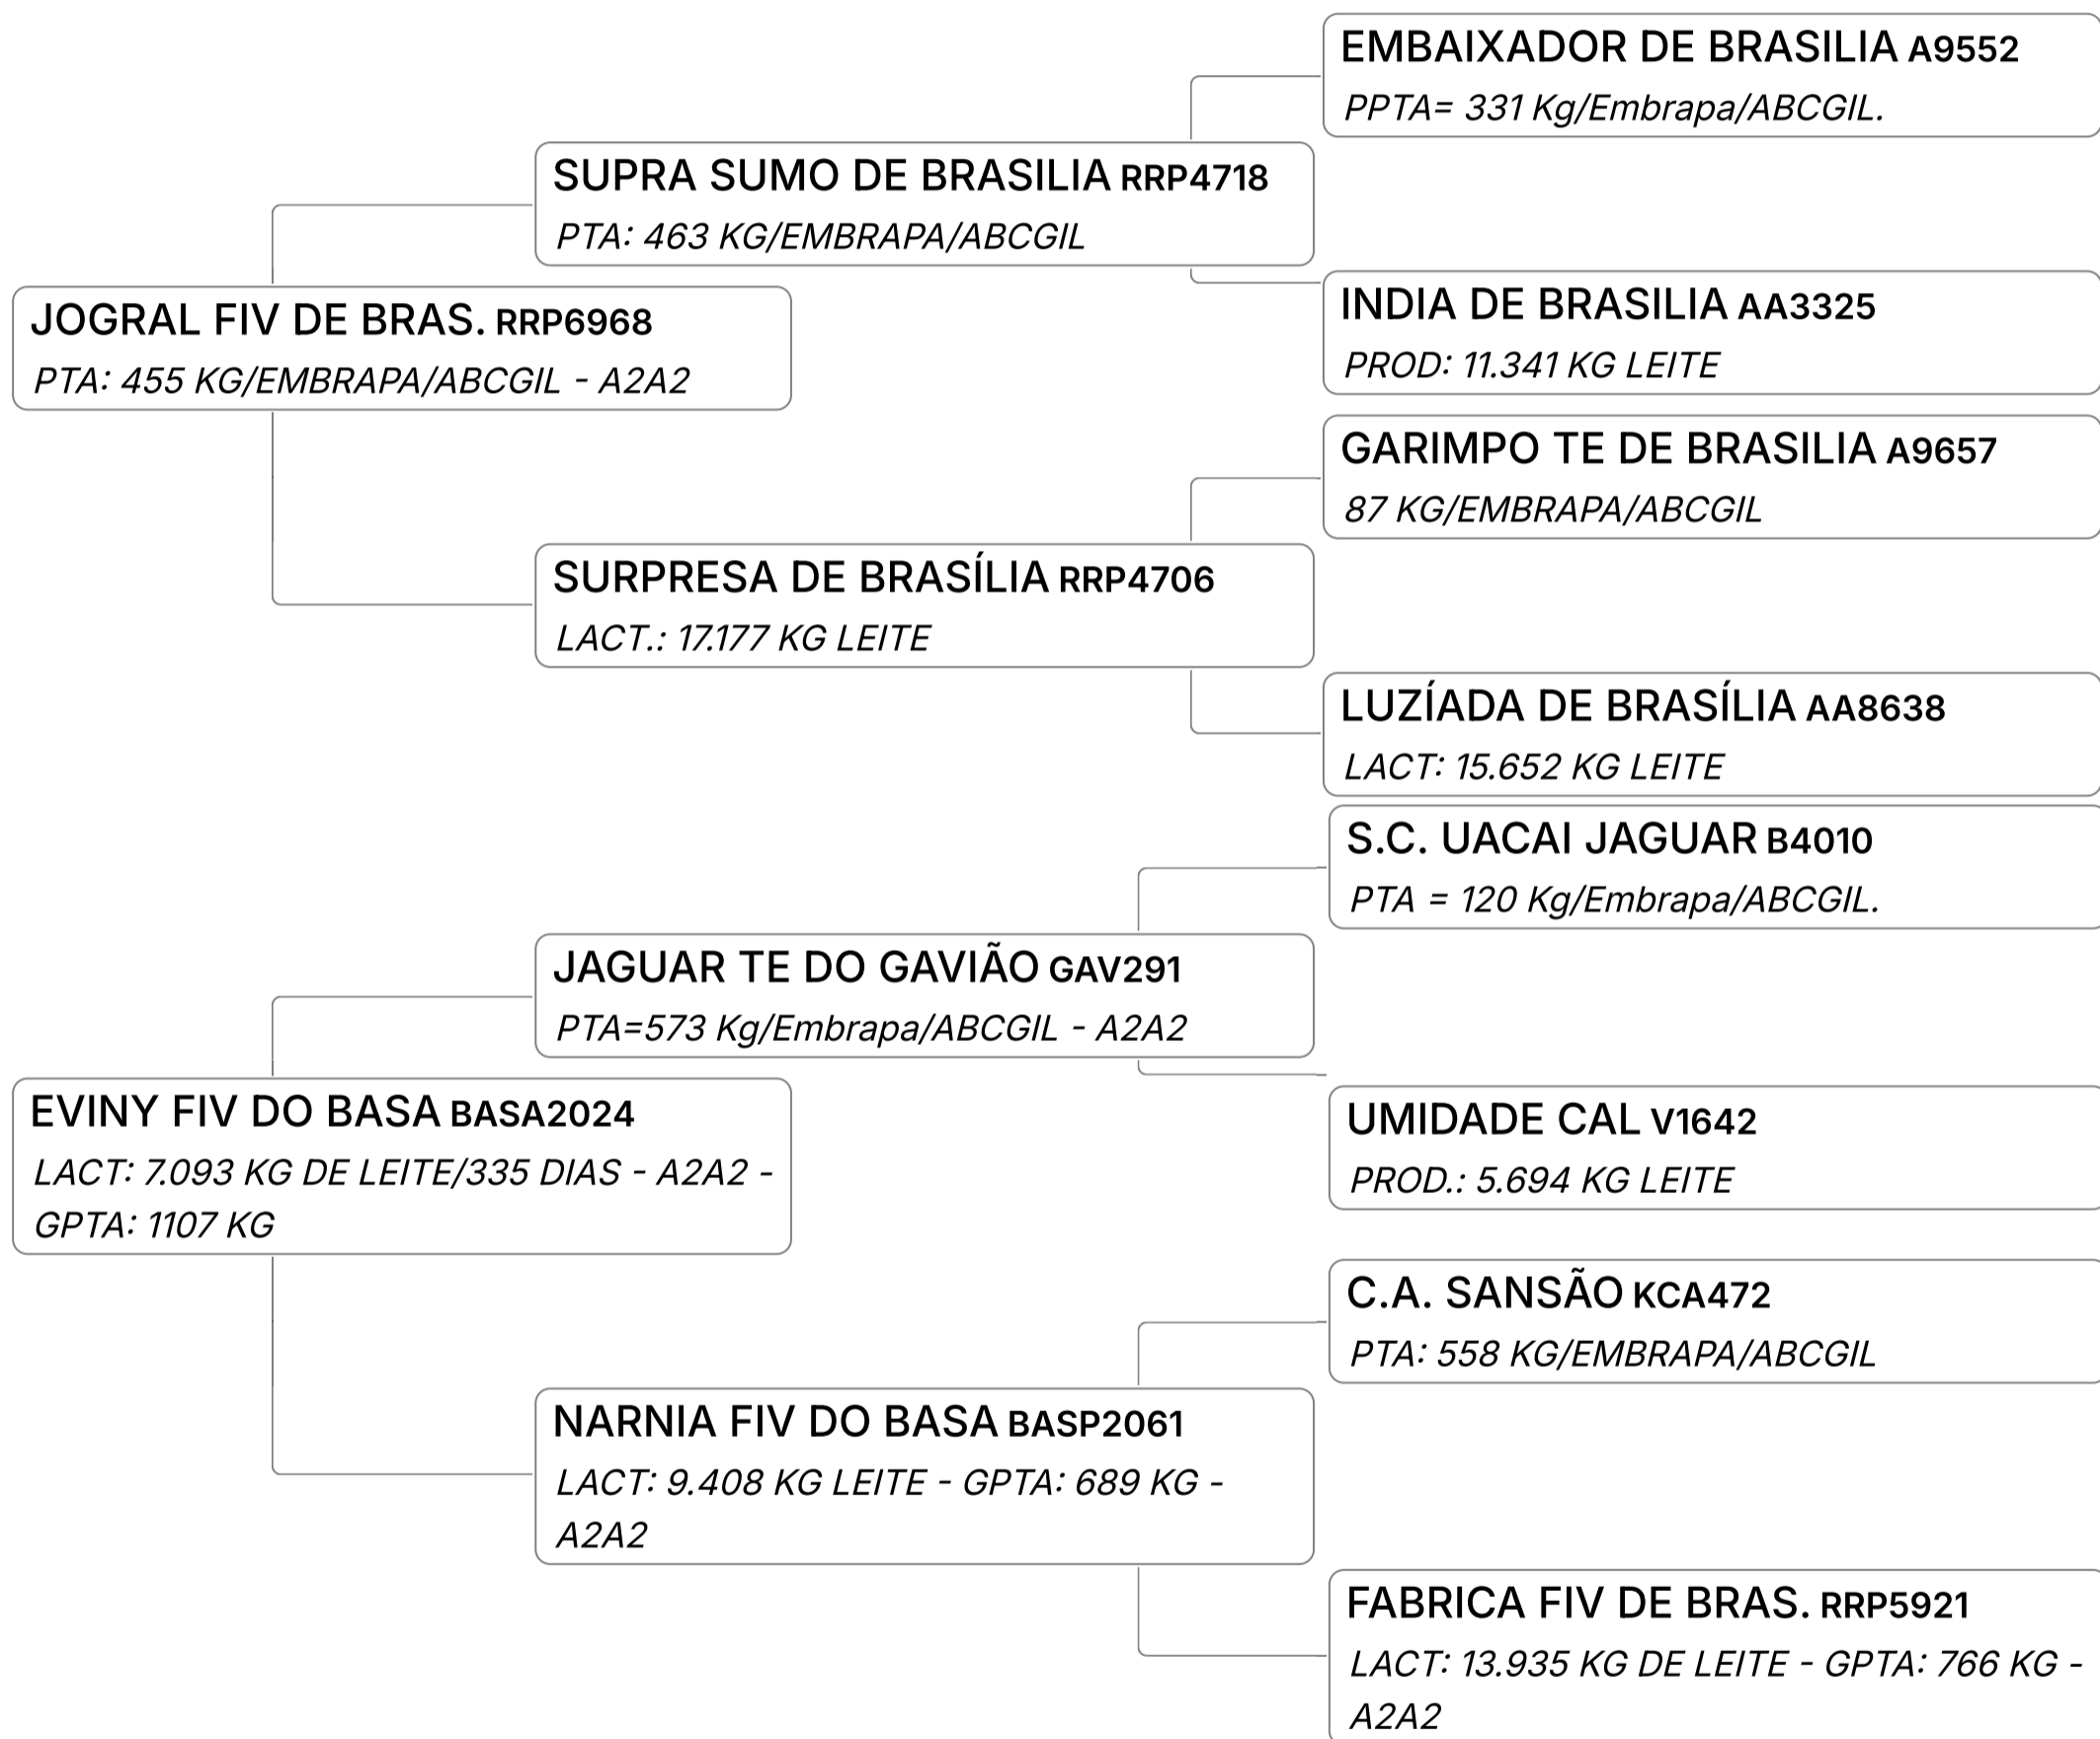 EMBAIXADOR DE BRASILIA A9552
PPTA= 331 Kg/Embrapa/ABCGIL.
SUPRA SUMO DE BRASILIA RRP4718
PTA: 463 KG/EMBRAPA/ABCGIL
INDIA DE BRASILIA AA3325
PROD: 11.341 KG LEITE
JOGRAL FIV DE BRAS. RRP6968
PTA: 455 KG/EMBRAPA/ABCGIL - A2A2
GARIMPO TE DE BRASILIA A9657
87 KG/EMBRAPA/ABCGIL
SURPRESA DE BRASÍLIA RRP4706
LACT.: 17.177 KG LEITE
LUZÍADA DE BRASÍLIA AA8638
LACT: 15.652 KG LEITE
S.C. UACAI JAGUAR B4010
PTA = 120 Kg/Embrapa/ABCGIL.
JAGUAR TE DO GAVIÃO GAV291
PTA=573 Kg/Embrapa/ABCGIL - A2A2
UMIDADE CAL V1642
PROD.: 5.694 KG LEITE
EVINY FIV DO BASA BASA2024
LACT: 7.093 KG DE LEITE/335 DIAS - A2A2 -
GPTA: 1107 KG
C.A. SANSÃO KCA472
PTA: 558 KG/EMBRAPA/ABCGIL
NARNIA FIV DO BASA BASP2061
LACT: 9.408 KG LEITE - GPTA: 689 KG -
A2A2
FABRICA FIV DE BRAS. RRP5921
LACT: 13.935 KG DE LEITE - GPTA: 766 KG -
A2A2